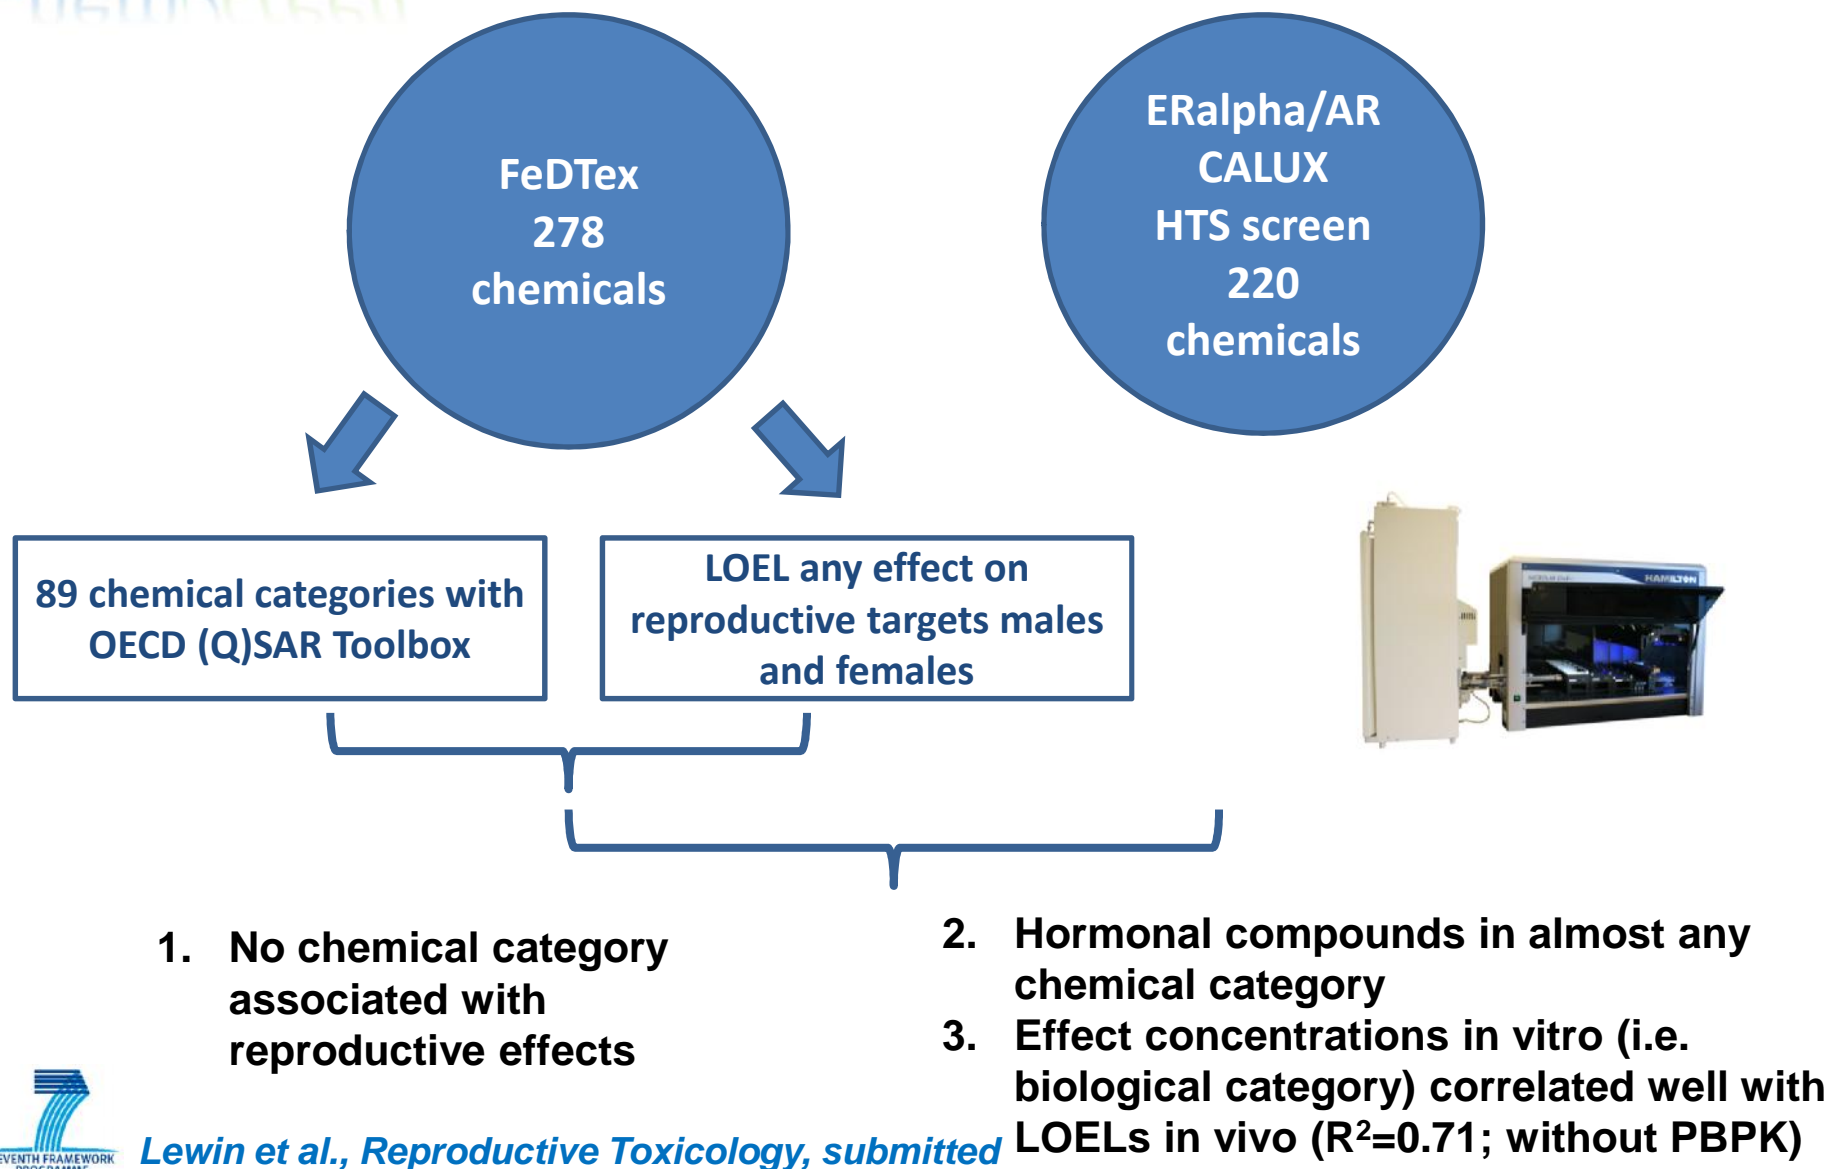 FeDTex
278
chemicals
ERalpha/AR
CALUX
HTS screen
220
chemicals
89 chemical categories with
OECD (Q)SAR Toolbox
LOEL any effect on
reproductive targets males
and females
HAMILTON
1. No chemical category
associated with
reproductive effects
2. Hormonal compounds in almost any
chemical category
3. Effect concentrations in vitro (i.e.
biological category) correlated well with
LOELs in vivo (R²=0.71; without PBPK)
EVENTH FRAMEWORK
PROGRAMME
Lewin et al., Reproductive Toxicology, submitted